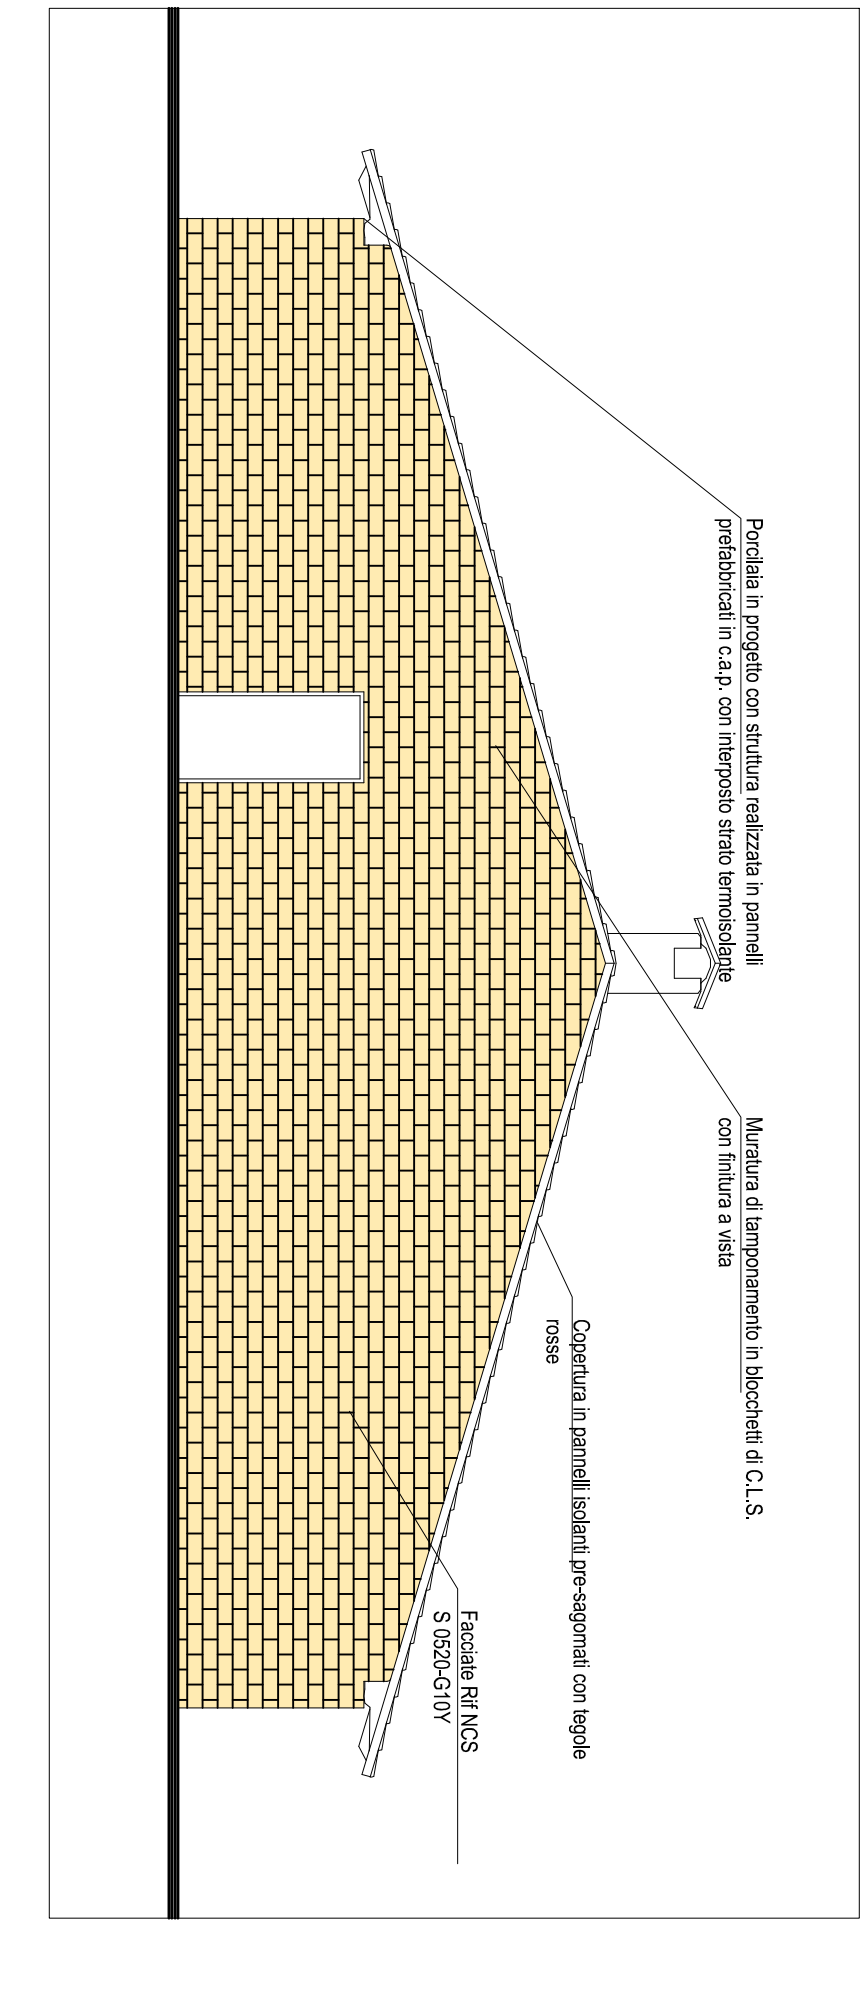 Porcilaia in progetto con struttura realizzata in pannelli
prefabbricati in c.a.p. con interposto strato termoisolante
Muratura di tamponamento in blocchetti di C.L.S.
con finitura a vista
Copertura in pannelli isolanti pre-sagomati con tegole
rosse
Facciate Rif NCS
S 0520-G10Y